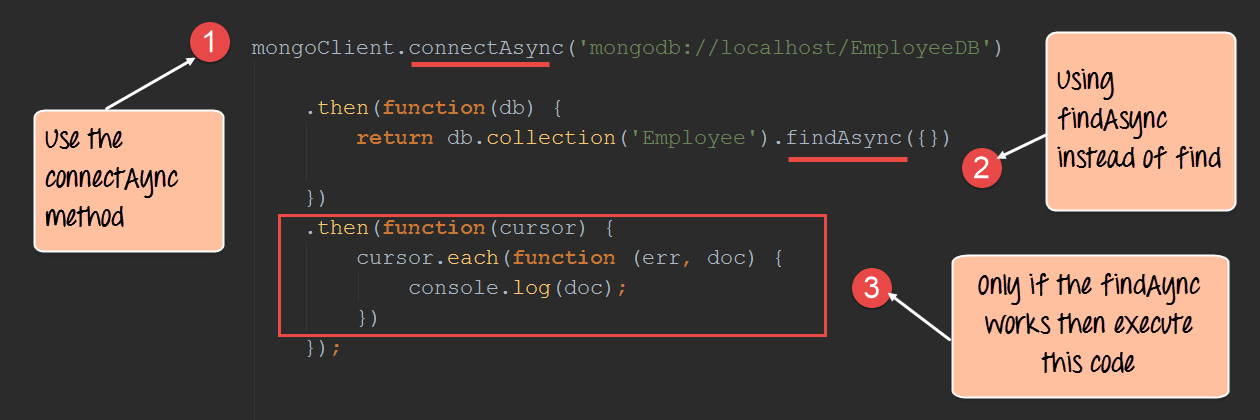 1
mongoClient.connectAsync('mongodb://localhost/EmployeeDB')
Use the
connectAync
method
.then(function(db) {
return db.collection('Employee').findAsync({})
Using
findAsync
instead of find
2
})
.then(function(cursor) {
cursor.each(function (err, doc) {
console.log(doc);
})
});
3
Only if the findAync
works then execute
this code